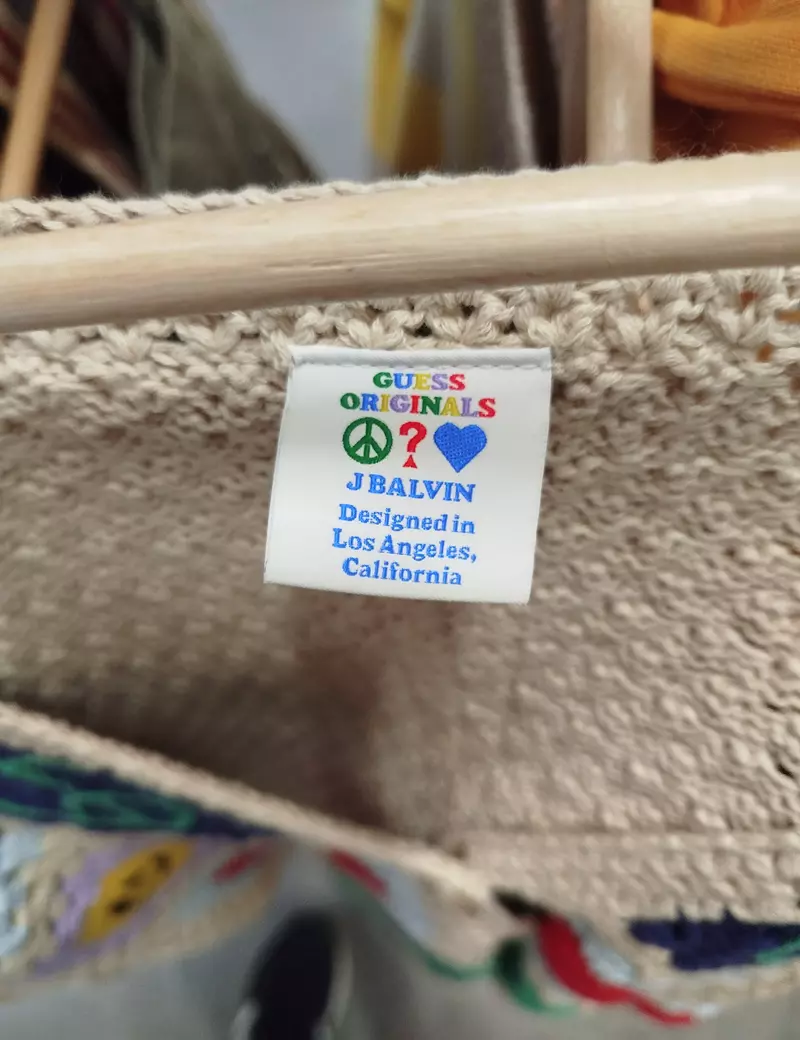 GUESS
ORIGINALS
?
J BALVIN
Designed in
Los Angeles,
California